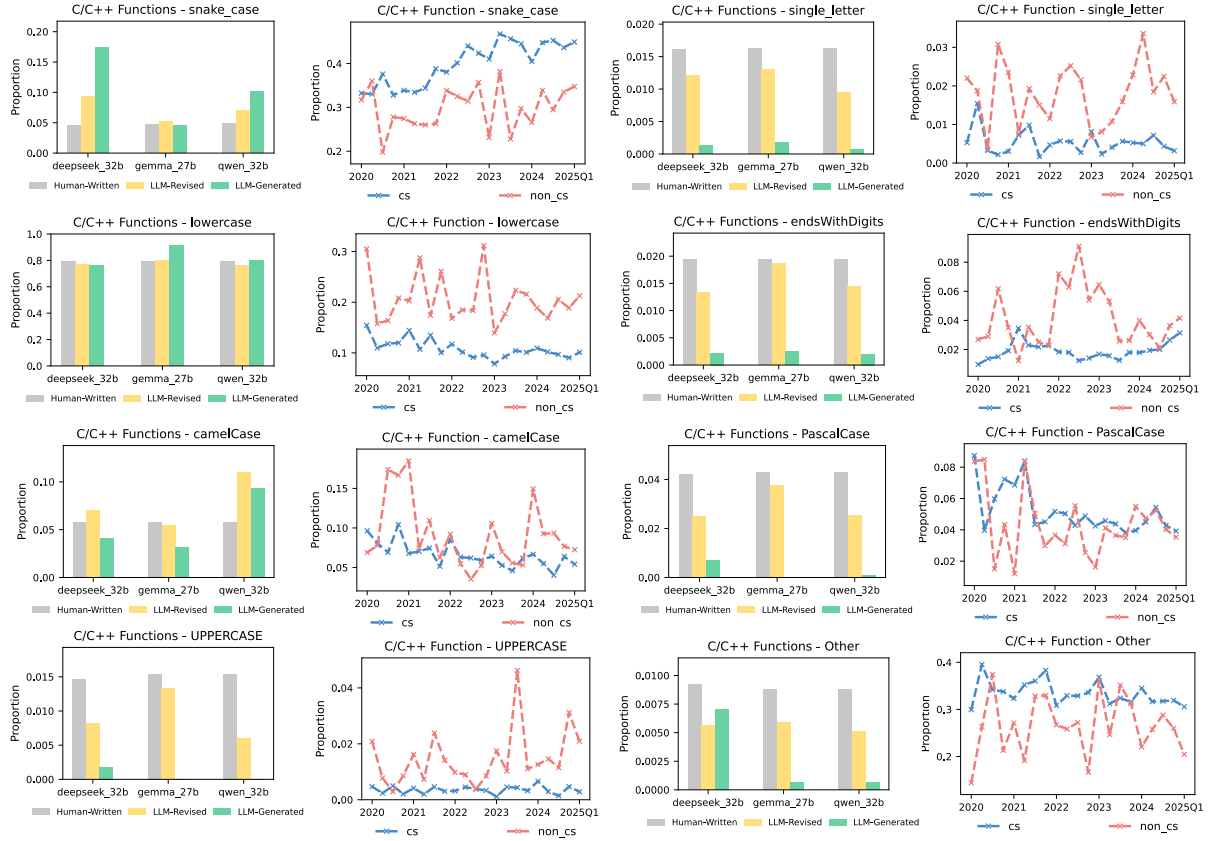 C/C++ Functions - snake_case
Proportion
0.20
0.15
0.10
0.05
0.00
deepseek_32b gemma_27b qwen_32b
Human-Written LLM-Revised LLM-Generated
C/C++ Function - snake_case
Proportion
0.4
0.3
0.2
2020 2021 2022 2023 2024 2025Q1
cs non_cs
C/C++ Functions - single_letter
Proportion
0.020
0.015
0.010
0.005
0.000
deepseek_32b gemma_27b qwen_32b
Human-Written LLM-Revised LLM-Generated
C/C++ Function - single_letter
Proportion
0.03
0.02
0.01
0.00
2020 2021 2022 2023 2024 2025Q1
cs non_cs
C/C++ Functions - lowercase
Proportion
1.0
0.8
0.6
0.4
0.2
0.0
deepseek_32b gemma_27b qwen_32b
Human-Written LLM-Revised LLM-Generated
C/C++ Function - lowercase
Proportion
0.3
0.2
0.1
2020 2021 2022 2023 2024 2025Q1
cs non_cs
C/C++ Functions - endsWithDigits
Proportion
0.020
0.015
0.010
0.005
0.000
deepseek_32b gemma_27b qwen_32b
Human-Written LLM-Revised LLM-Generated
C/C++ Function - endsWithDigits
Proportion
0.08
0.06
0.04
0.02
2020 2021 2022 2023 2024 2025Q1
cs non_cs
C/C++ Functions - camelCase
Proportion
0.10
0.05
0.00
deepseek_32b gemma_27b qwen_32b
Human-Written LLM-Revised LLM-Generated
C/C++ Function - camelCase
Proportion
0.15
0.10
0.05
2020 2021 2022 2023 2024 2025Q1
cs non_cs
C/C++ Functions - PascalCase
Proportion
0.04
0.02
0.00
deepseek_32b gemma_27b qwen_32b
Human-Written LLM-Revised LLM-Generated
C/C++ Function - PascalCase
Proportion
0.08
0.06
0.04
0.02
2020 2021 2022 2023 2024 2025Q1
cs non_cs
C/C++ Functions - UPPERCASE
Proportion
0.015
0.010
0.005
0.000
deepseek_32b gemma_27b qwen_32b
Human-Written LLM-Revised LLM-Generated
C/C++ Function - UPPERCASE
Proportion
0.04
0.02
0.00
2020 2021 2022 2023 2024 2025Q1
cs non_cs
C/C++ Functions - Other
Proportion
0.0100
0.0075
0.0050
0.0025
0.0000
deepseek_32b gemma_27b qwen_32b
Human-Written LLM-Revised LLM-Generated
C/C++ Function - Other
Proportion
0.4
0.3
0.2
2020 2021 2022 2023 2024 2025Q1
cs non_cs